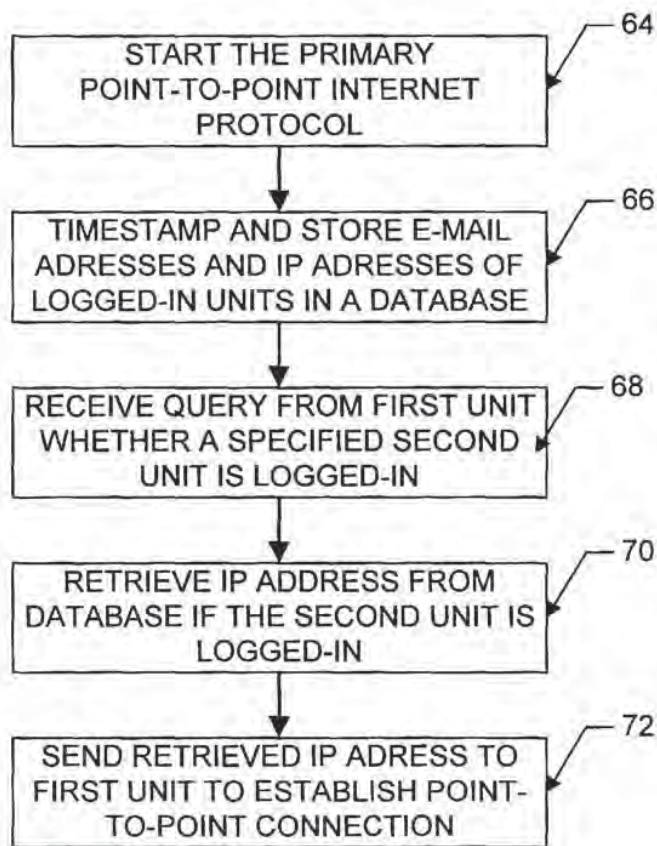 START THE PRIMARY
POINT-TO-POINT INTERNET
PROTOCOL
64
TIMESTAMP AND STORE E-MAIL
ADRESSES AND IP ADRESSES OF
LOGGED-IN UNITS IN A DATABASE
66
RECEIVE QUERY FROM FIRST UNIT
WHETHER A SPECIFIED SECOND
UNIT IS LOGGED-IN
68
RETRIEVE IP ADDRESS FROM
DATABASE IF THE SECOND UNIT IS
LOGGED-IN
70
SEND RETRIEVED IP ADRESS TO
FIRST UNIT TO ESTABLISH POINT-
TO-POINT CONNECTION
72